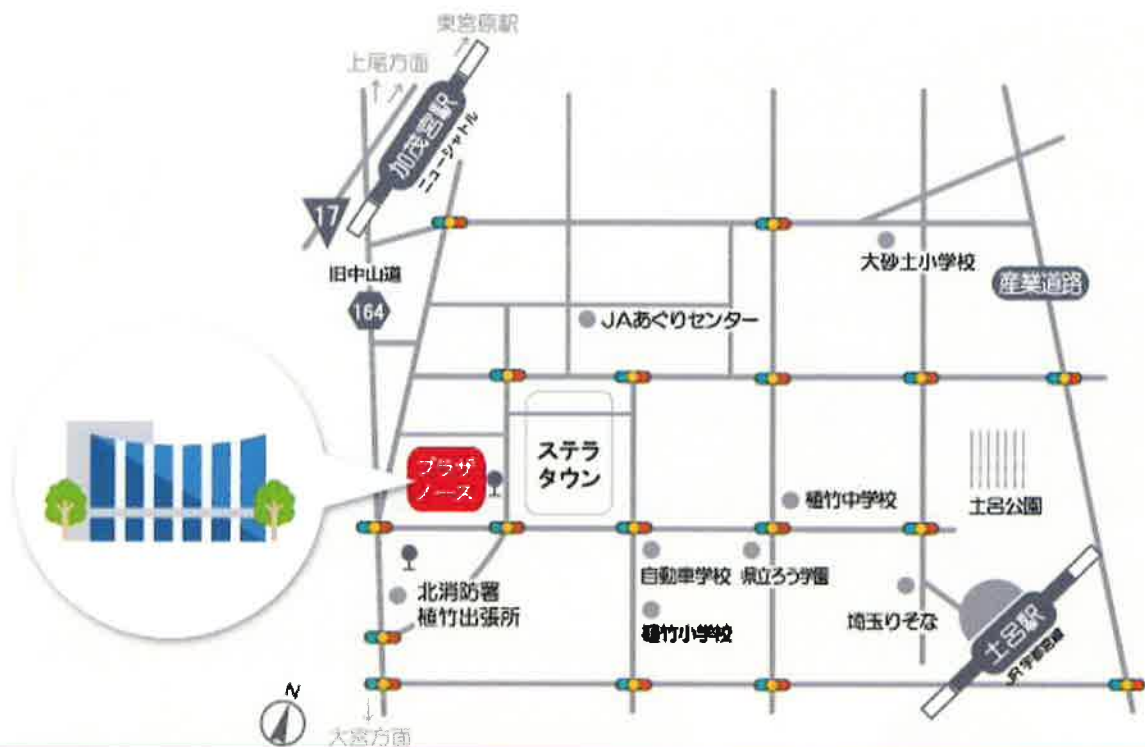 東宮原駅
上尾方面
加茂宮駅
ニューシャトル
17
旧中山道
164
大砂土小学校
産業道路
JAあぐりセンター
プラザ
ノース
ステラ
タウン
植竹中学校
土呂公園
北消防署
植竹出張所
自動車学校
県立ろう学園
植竹小学校
埼玉りそな
土呂駅
JR宇都宮線
N
大宮方面